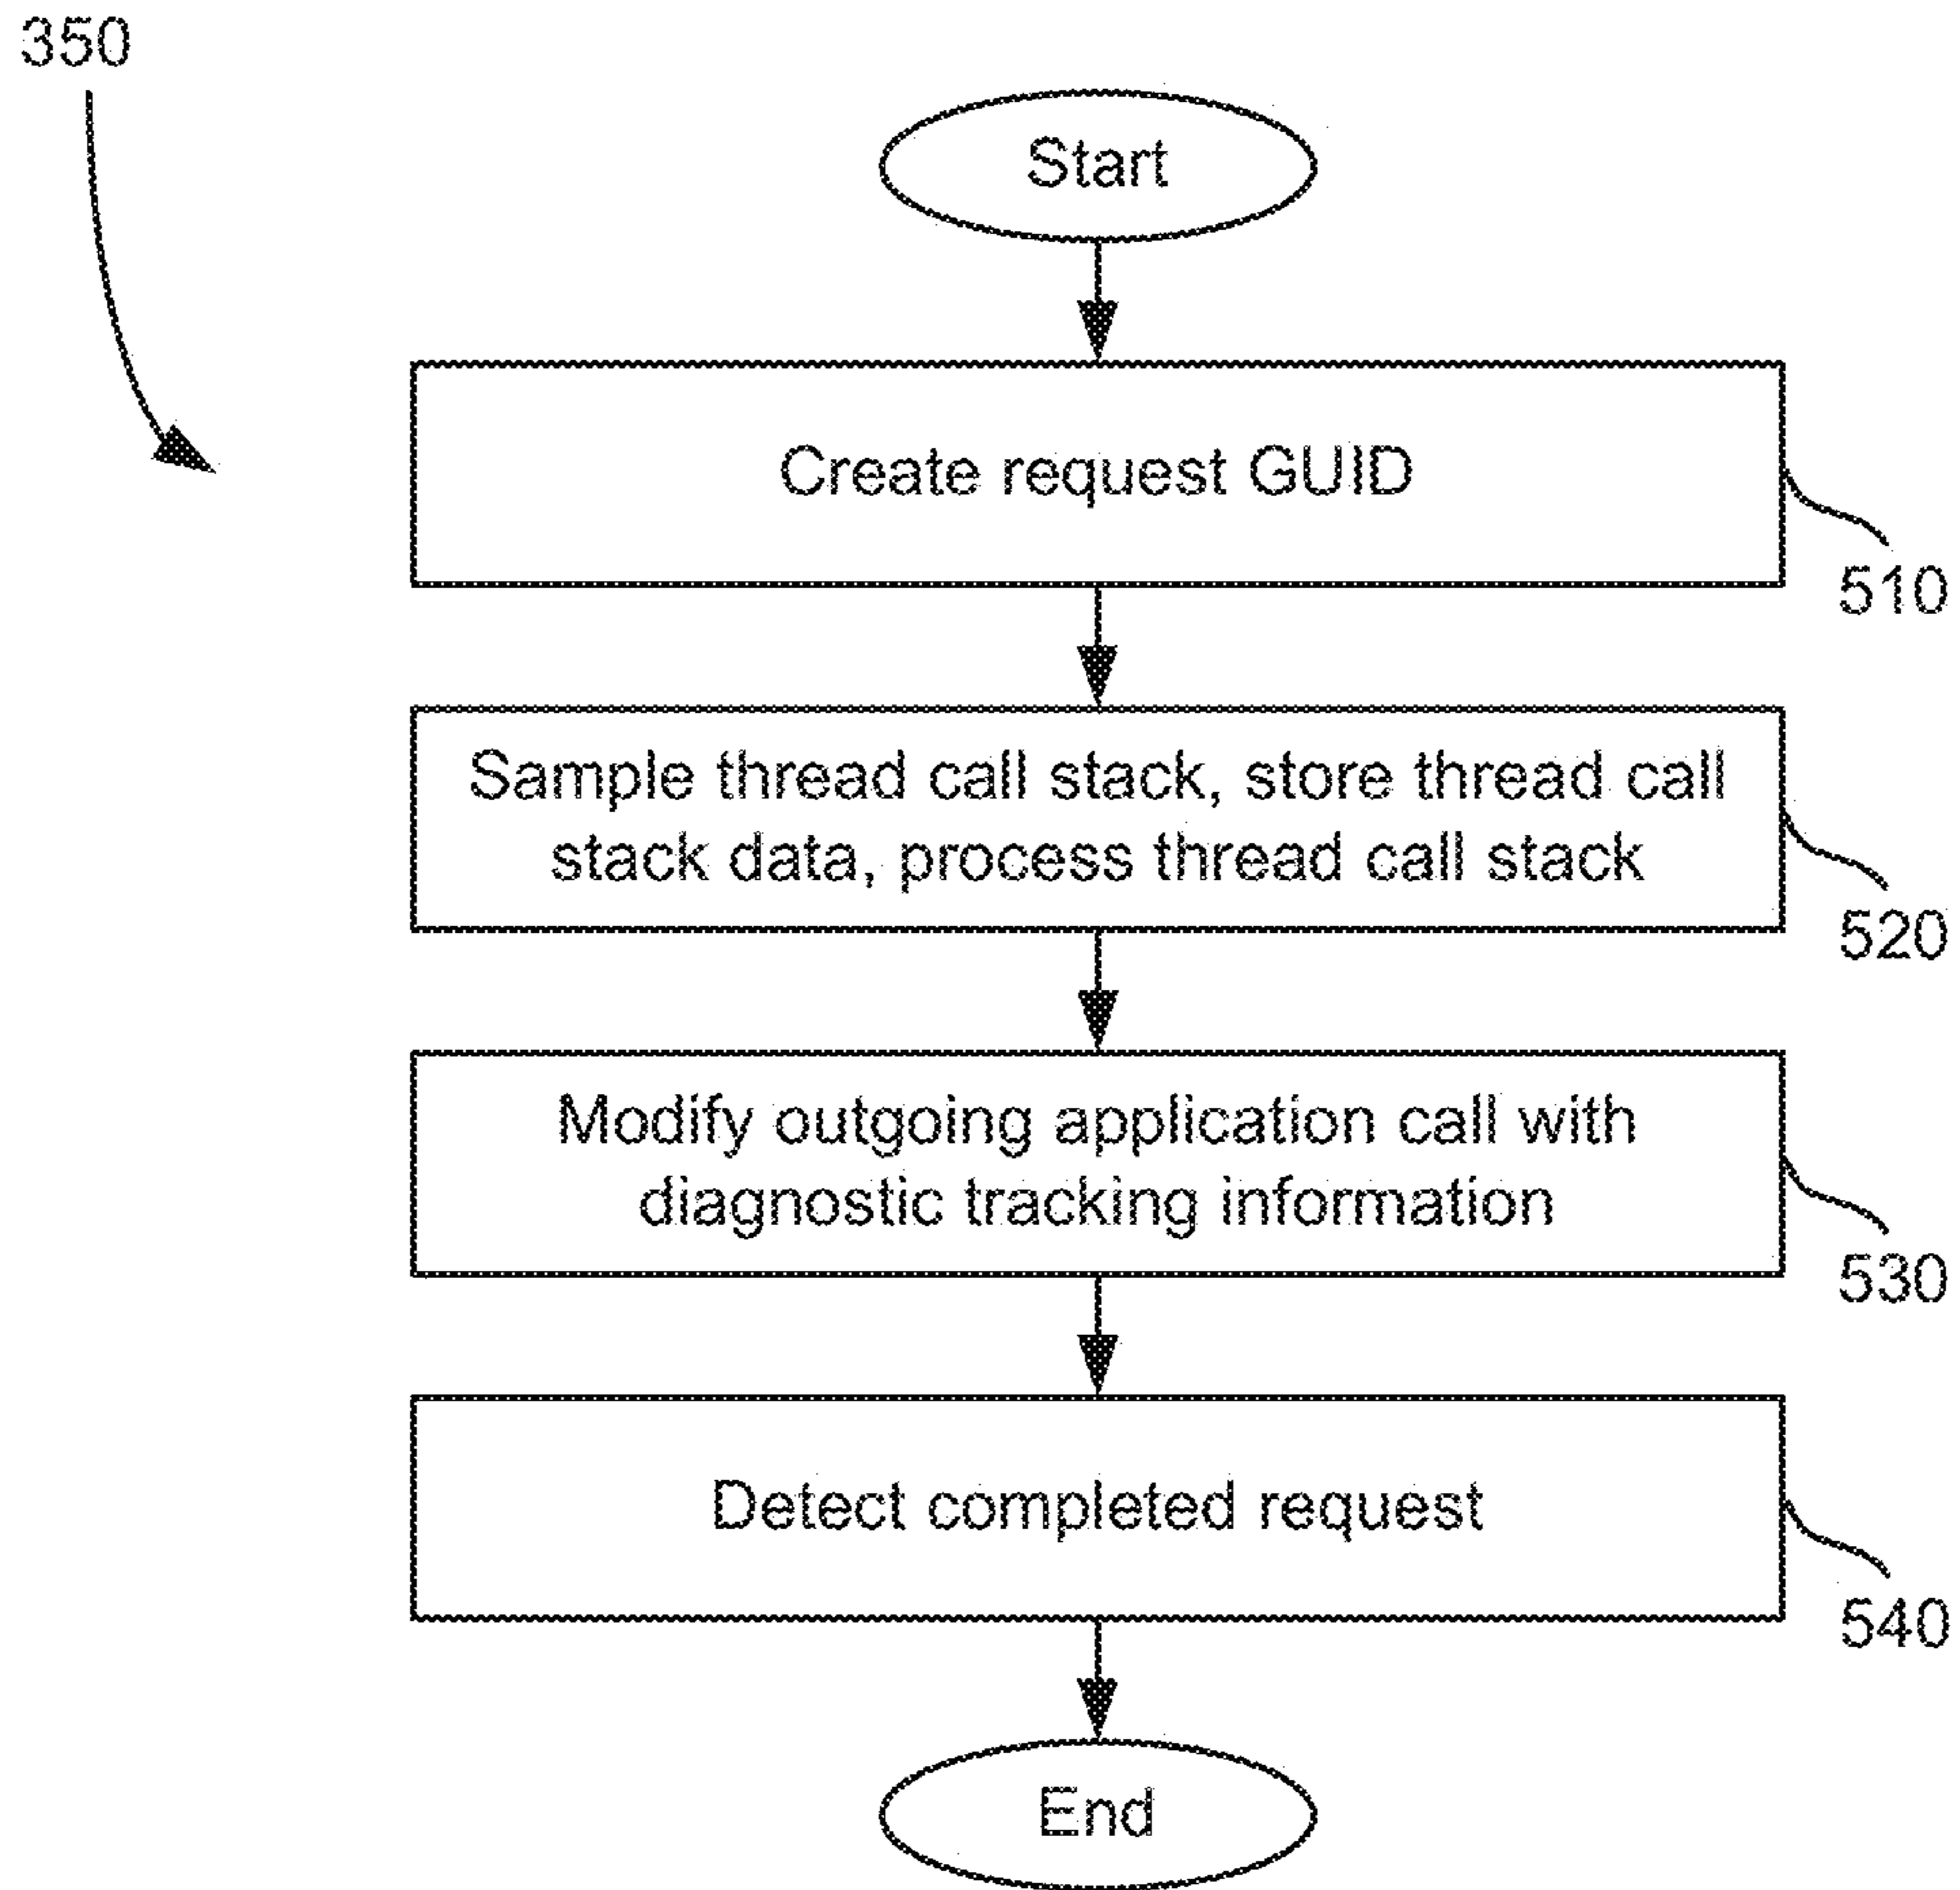 350
Start
Create request GUID
510
Sample thread call stack, store thread call
stack data, process thread call stack
520
Modify outgoing application call with
diagnostic tracking information
530
Detect completed request
540
End